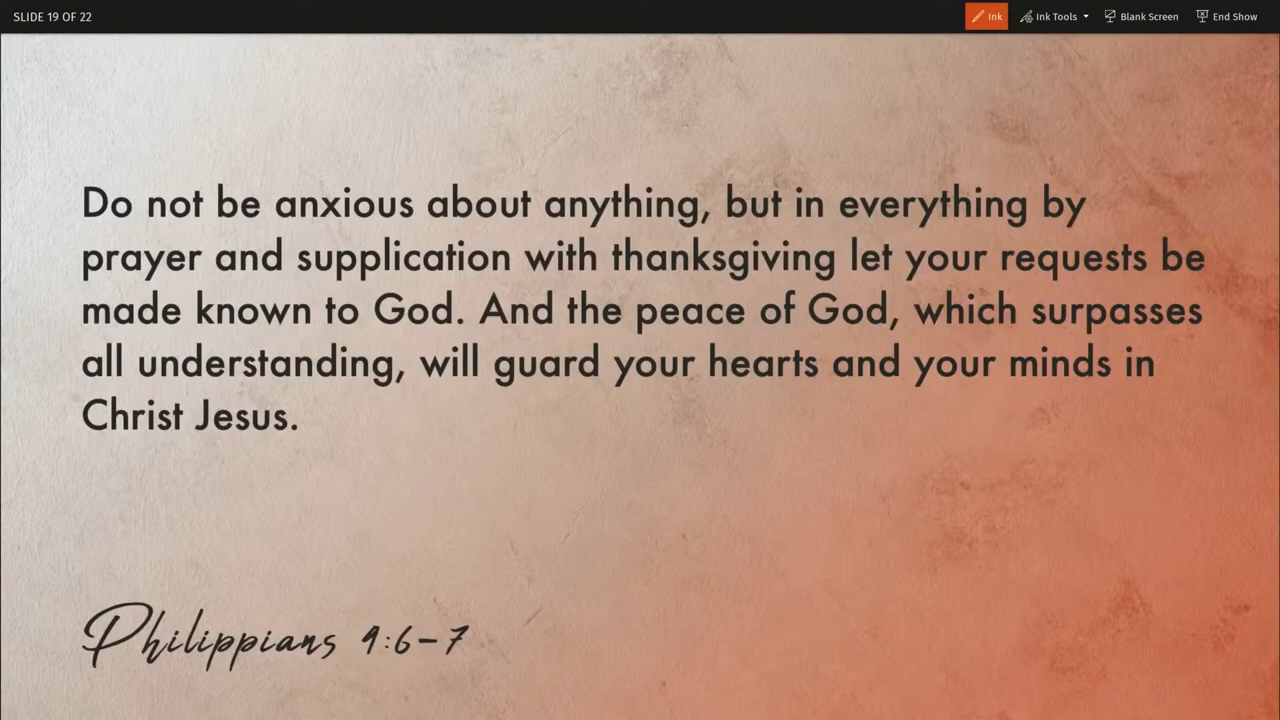 SLIDE 19 OF 22
Ink
Ink Tools
Blank Screen
End Show
Do not be anxious about anything, but in everything by
prayer and supplication with thanksgiving let your requests be
made known to God. And the peace of God, which surpasses
all understanding, will guard your hearts and your minds in
Christ Jesus.
Philippians 4:6–7